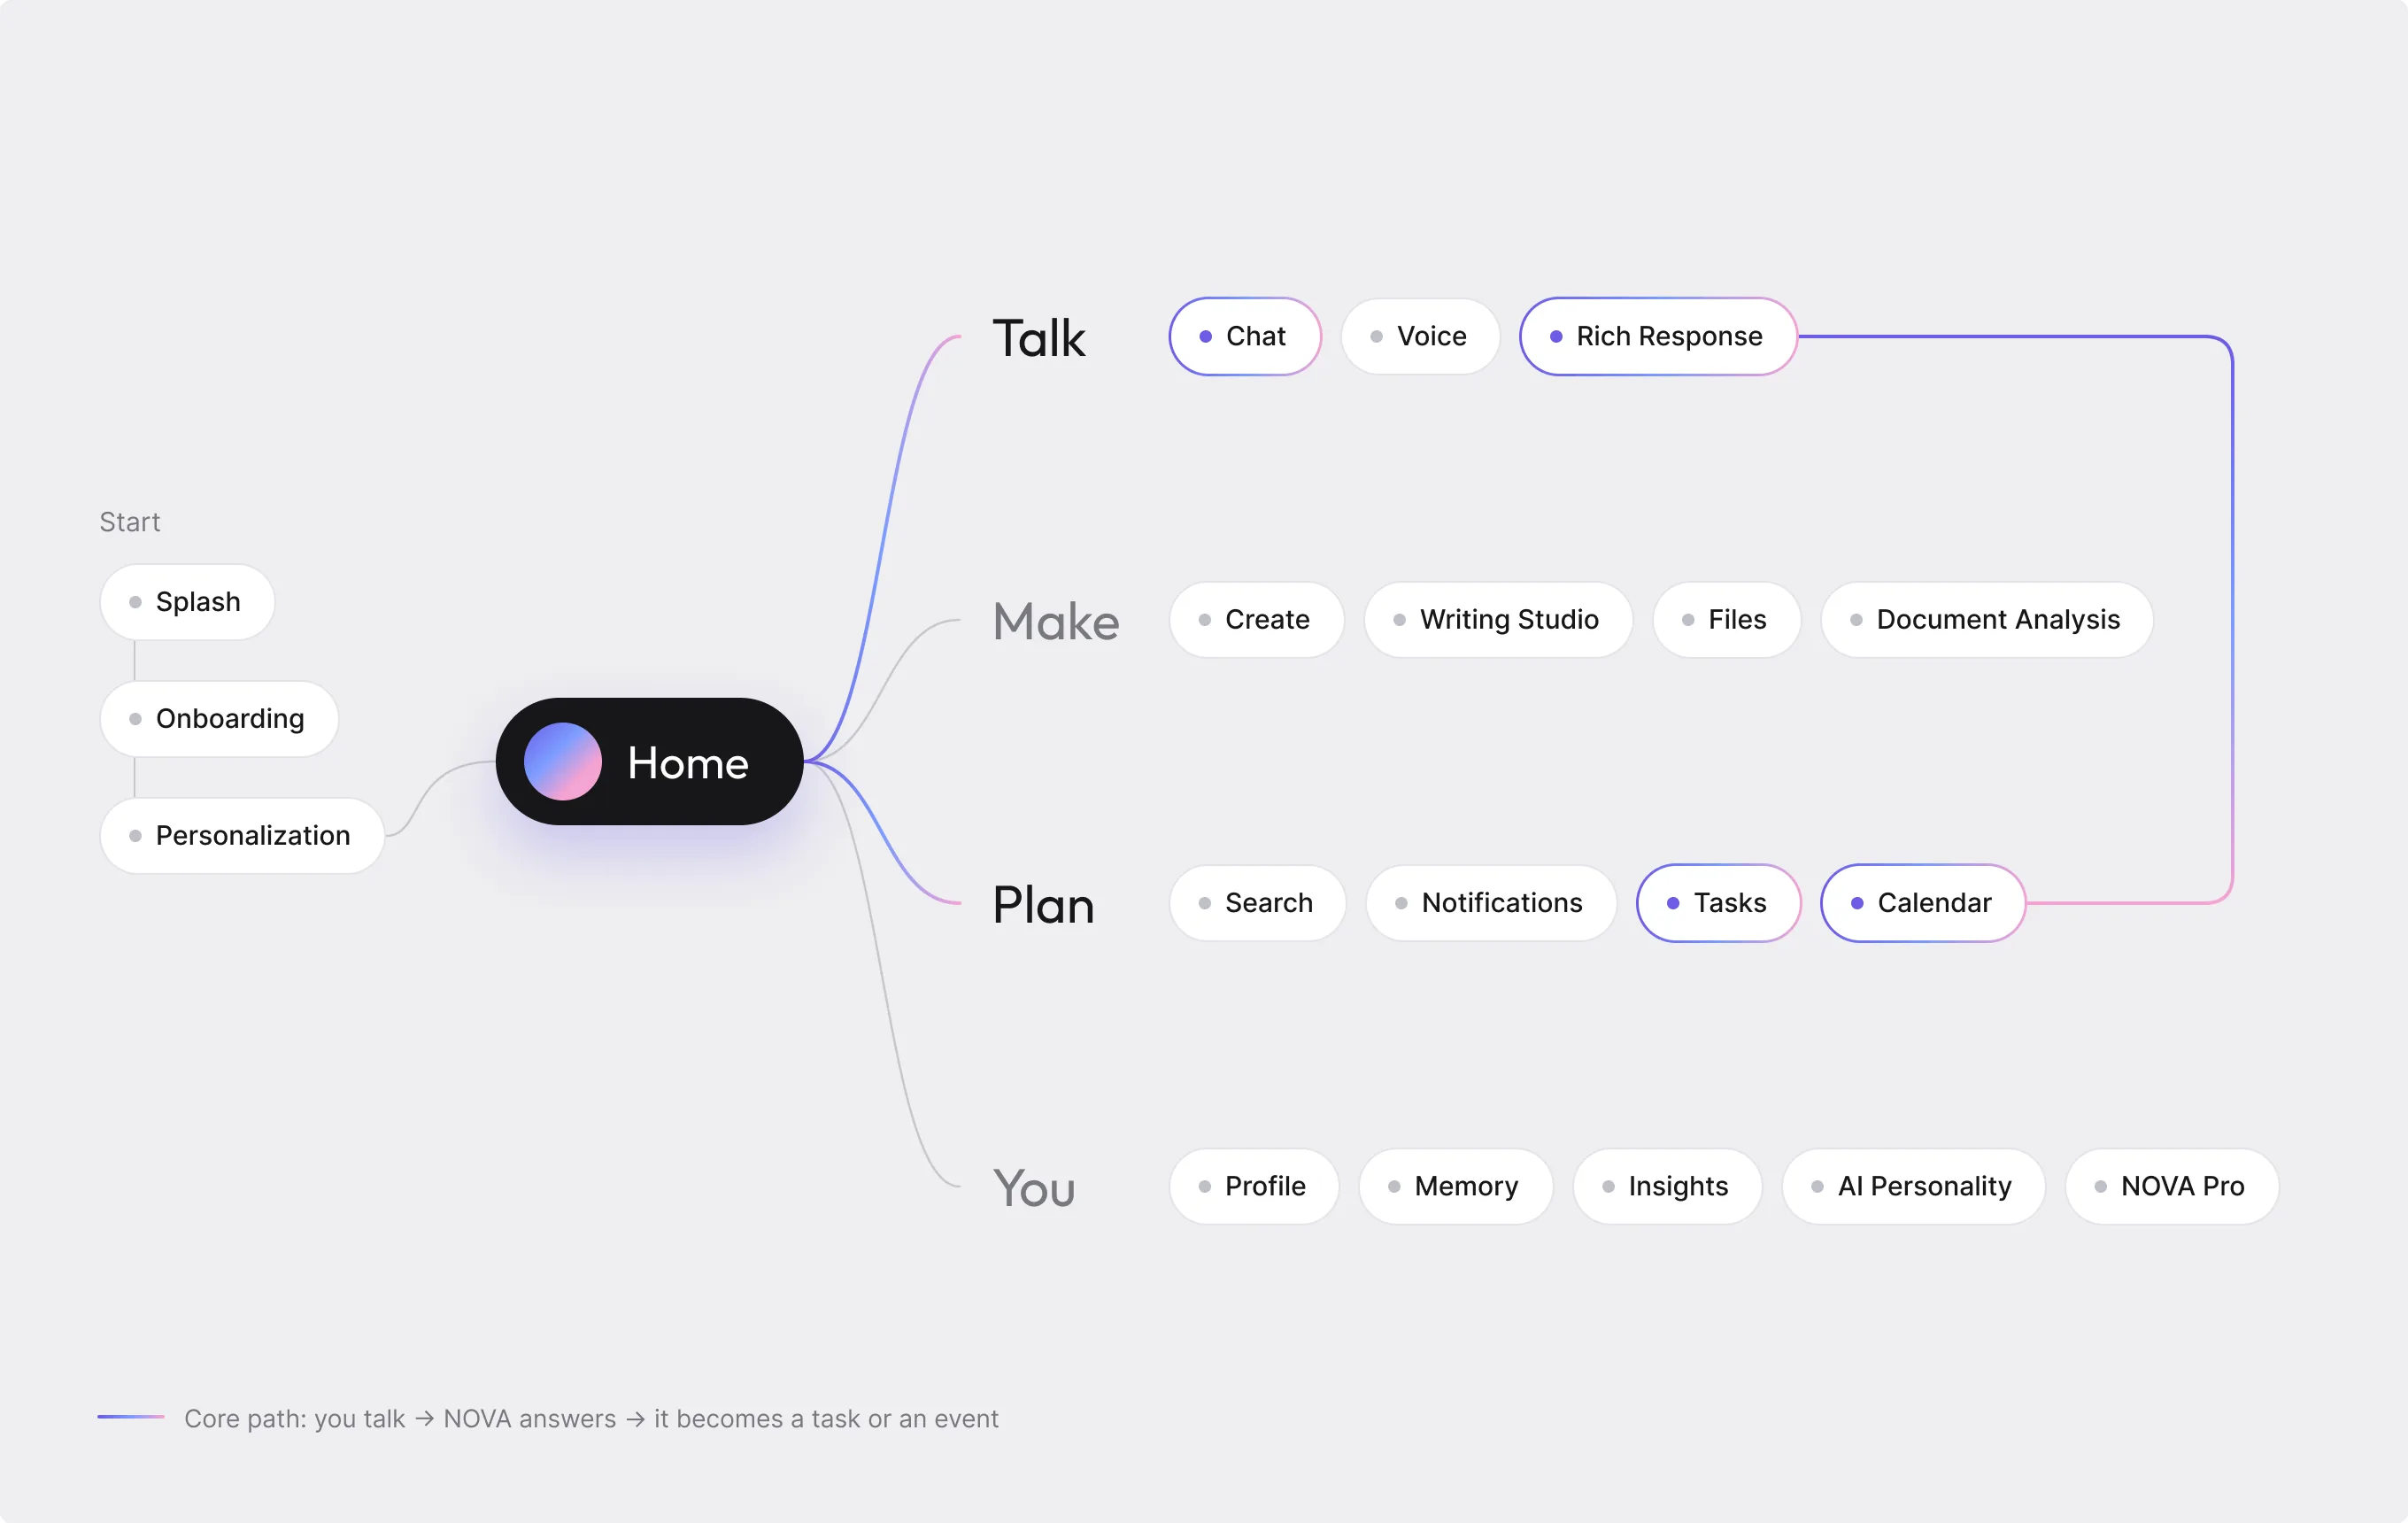 Start
Splash
Onboarding
Personalization
Home
Talk
Chat
Voice
Rich Response
Make
Create
Writing Studio
Files
Document Analysis
Plan
Search
Notifications
Tasks
Calendar
You
Profile
Memory
Insights
AI Personality
NOVA Pro
Core path: you talk → NOVA answers → it becomes a task or an event